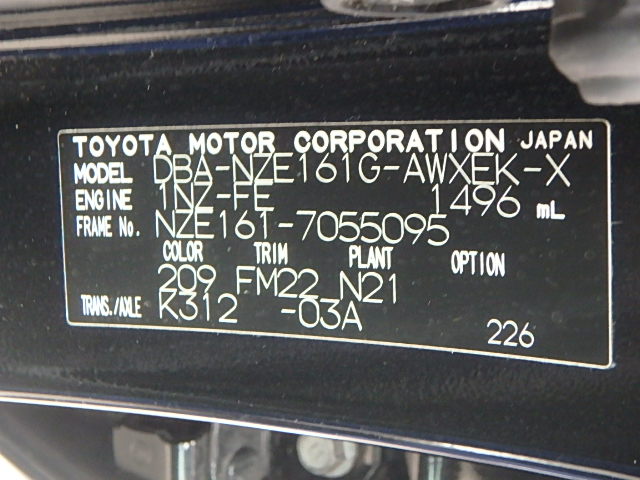 TOYOTA MOTOR CORPORATION JAPAN
MODEL DBA-NZE161G-AWXEK-X
ENGINE 1NZ-FE 1496 mL
FRAME No. NZE161-7055095
COLOR TRIM PLANT OPTION
209 FM22 N21
TRANS./AXLE K312 -03A
226